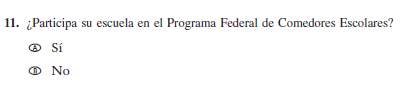 11. ¿Participa su escuela en el Programa Federal de Comedores Escolares?
Ⓐ Sí
Ⓑ No